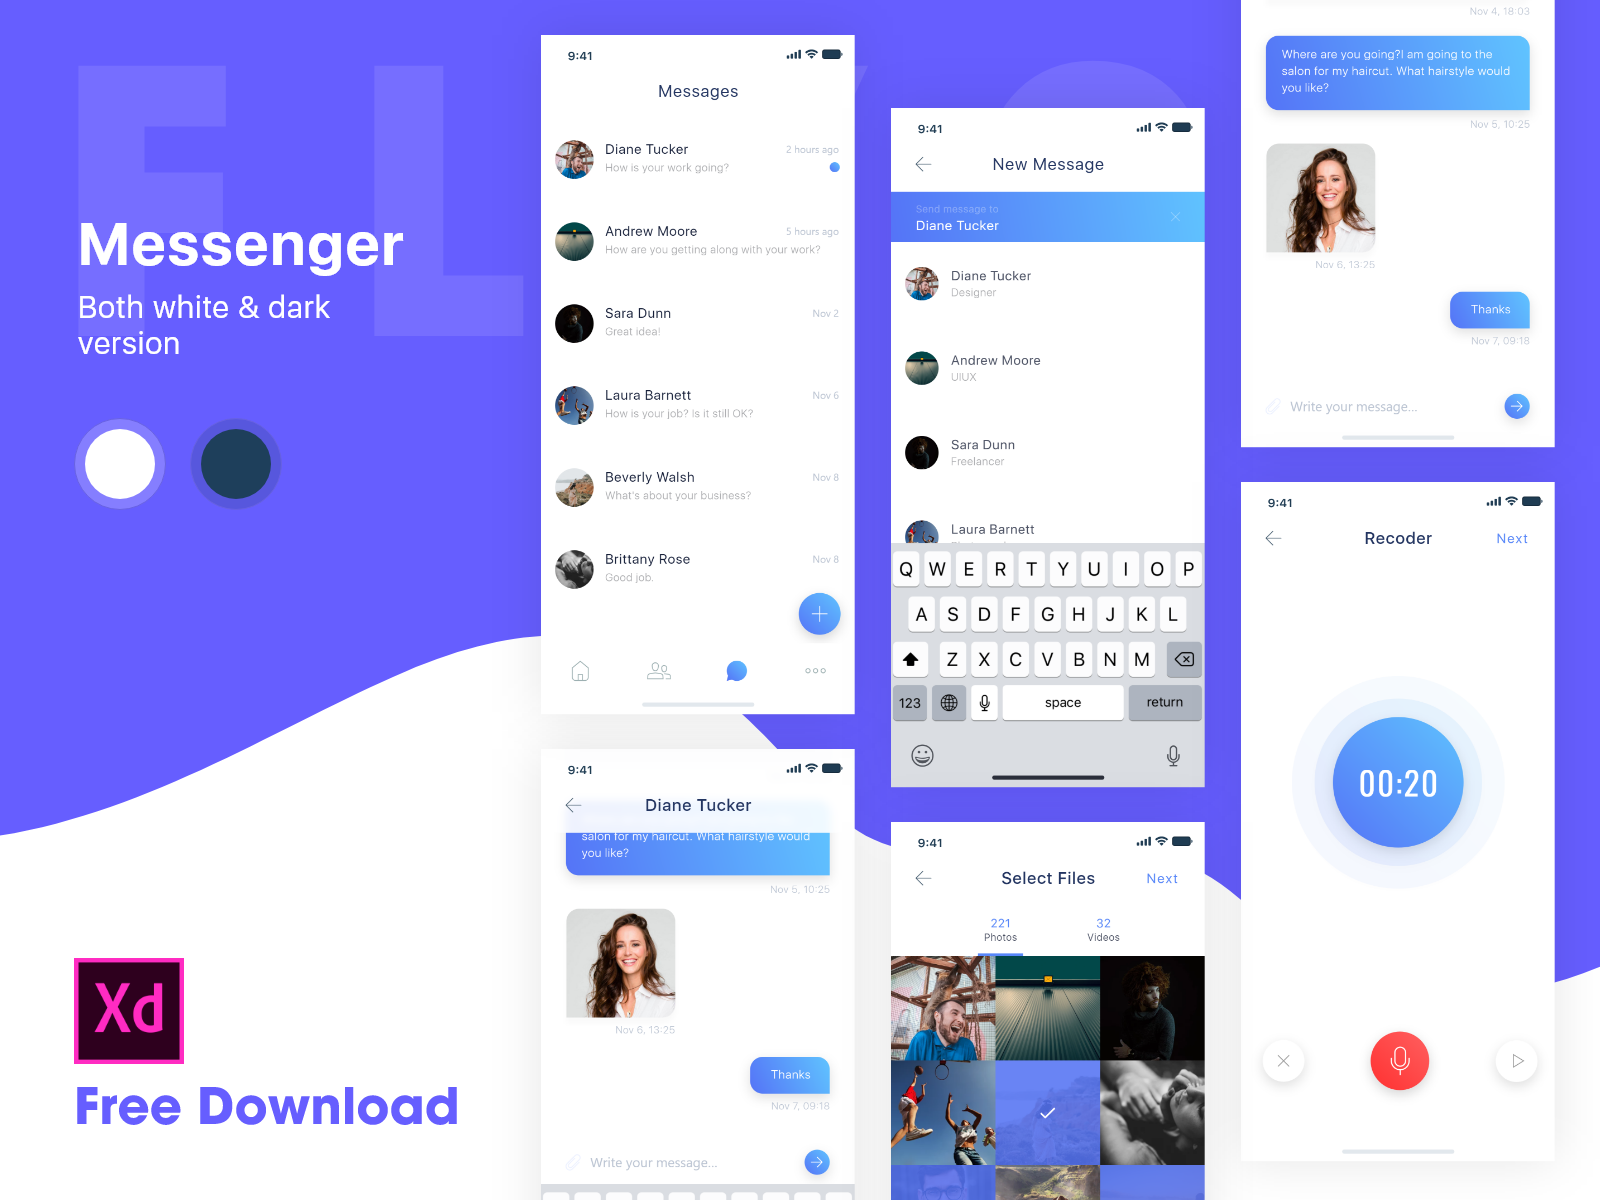 FL
Messenger
Both white & dark
version
Xd
Free Download
9:41
Messages
Diane Tucker
2 hours ago
How is your work going?
Andrew Moore
5 hours ago
How are you getting along with your work?
Sara Dunn
Nov 2
Great idea!
Laura Barnett
Nov 6
How is your job? Is it still OK?
Beverly Walsh
Nov 8
What's about your business?
Brittany Rose
Nov 8
Good job.
9:41
Diane Tucker
salon for my haircut. What hairstyle would
you like?
Nov 5, 10:25
Nov 6, 13:25
Thanks
Nov 7, 09:18
Write your message...
9:41
New Message
Send message to
Diane Tucker
Diane Tucker
Designer
Andrew Moore
UIUX
Sara Dunn
Freelancer
Laura Barnett
Q W E R T Y U I O P
A S D F G H J K L
Z X C V B N M
123 space return
9:41
Select Files
Next
221
Photos
32
Videos
Nov 4, 18:03
Where are you going?I am going to the
salon for my haircut. What hairstyle would
you like?
Nov 5, 10:25
Nov 6, 13:25
Thanks
Nov 7, 09:18
Write your message...
9:41
Recoder
Next
00:20